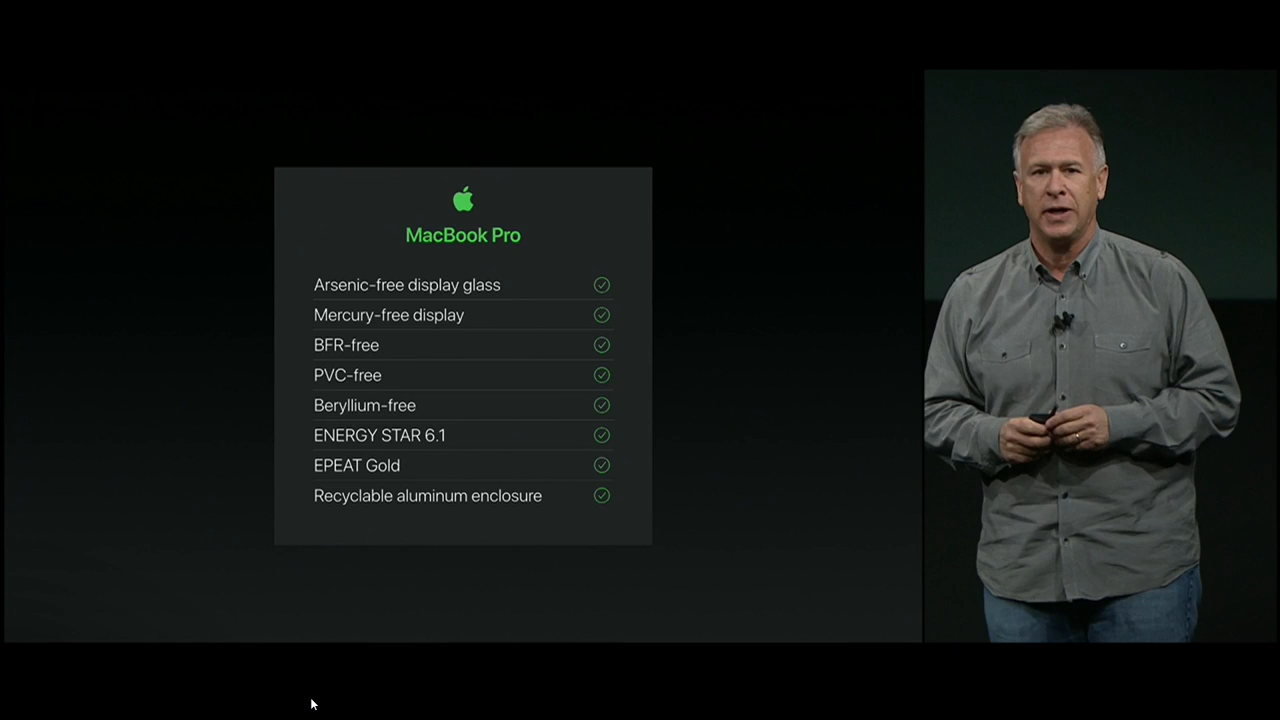 MacBook Pro
Arsenic-free display glass
Mercury-free display
BFR-free
PVC-free
Beryllium-free
ENERGY STAR 6.1
EPEAT Gold
Recyclable aluminum enclosure